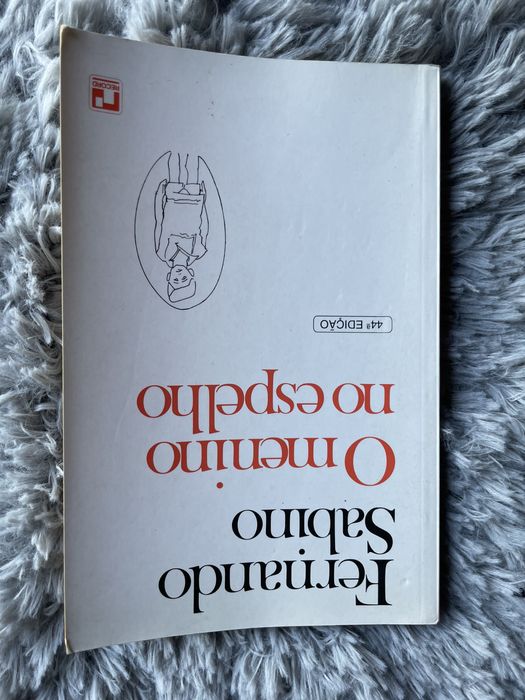 Fernando
Sabino
O menino
no espelho
44ª EDIÇÃO
RECORD